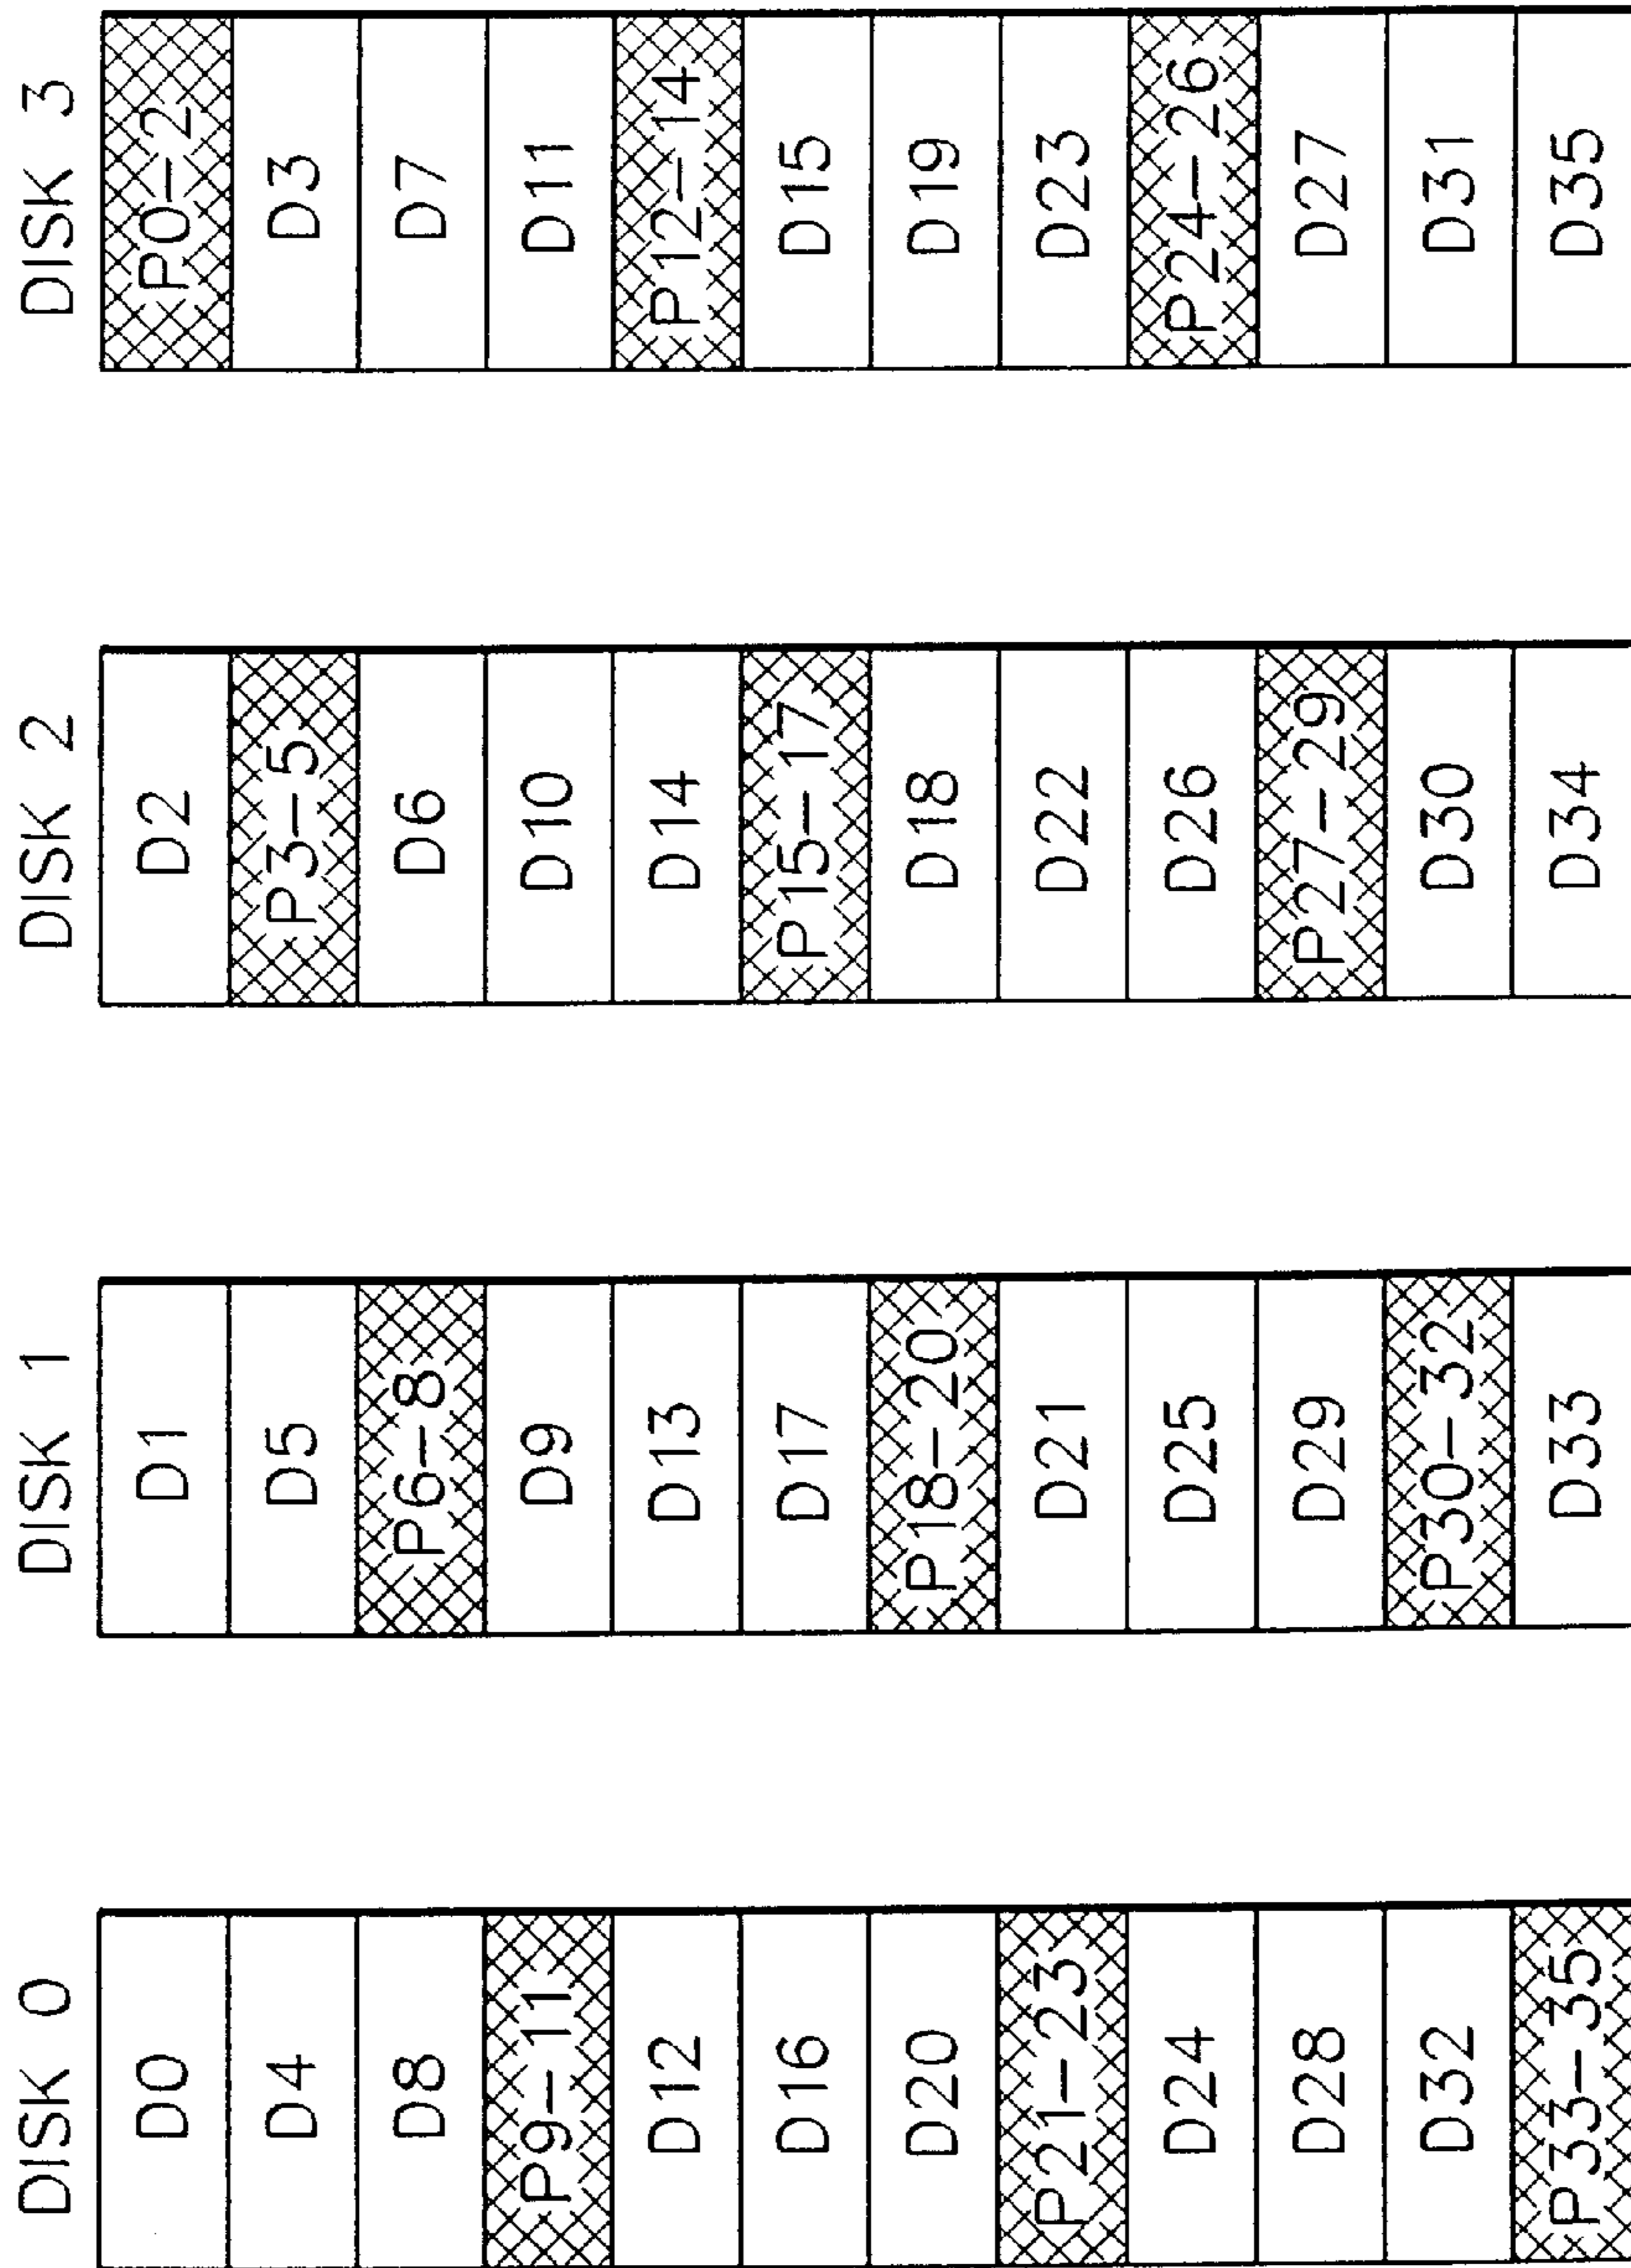 DISK 0 DISK 1 DISK 2 DISK 3
D0 D1 D2 P0-2
D4 D5 P3-5 D3
D8 P6-8 D6 D7
P9-11 D9 D10 D11
D12 D13 D14 P12-14
D16 D17 P15-17 D15
D20 P18-20 D18 D19
P21-23 D21 D22 D23
D24 D25 D26 P24-26
D28 D29 P27-29 D27
D32 P30-32 D30 D31
P33-35 D33 D34 D35